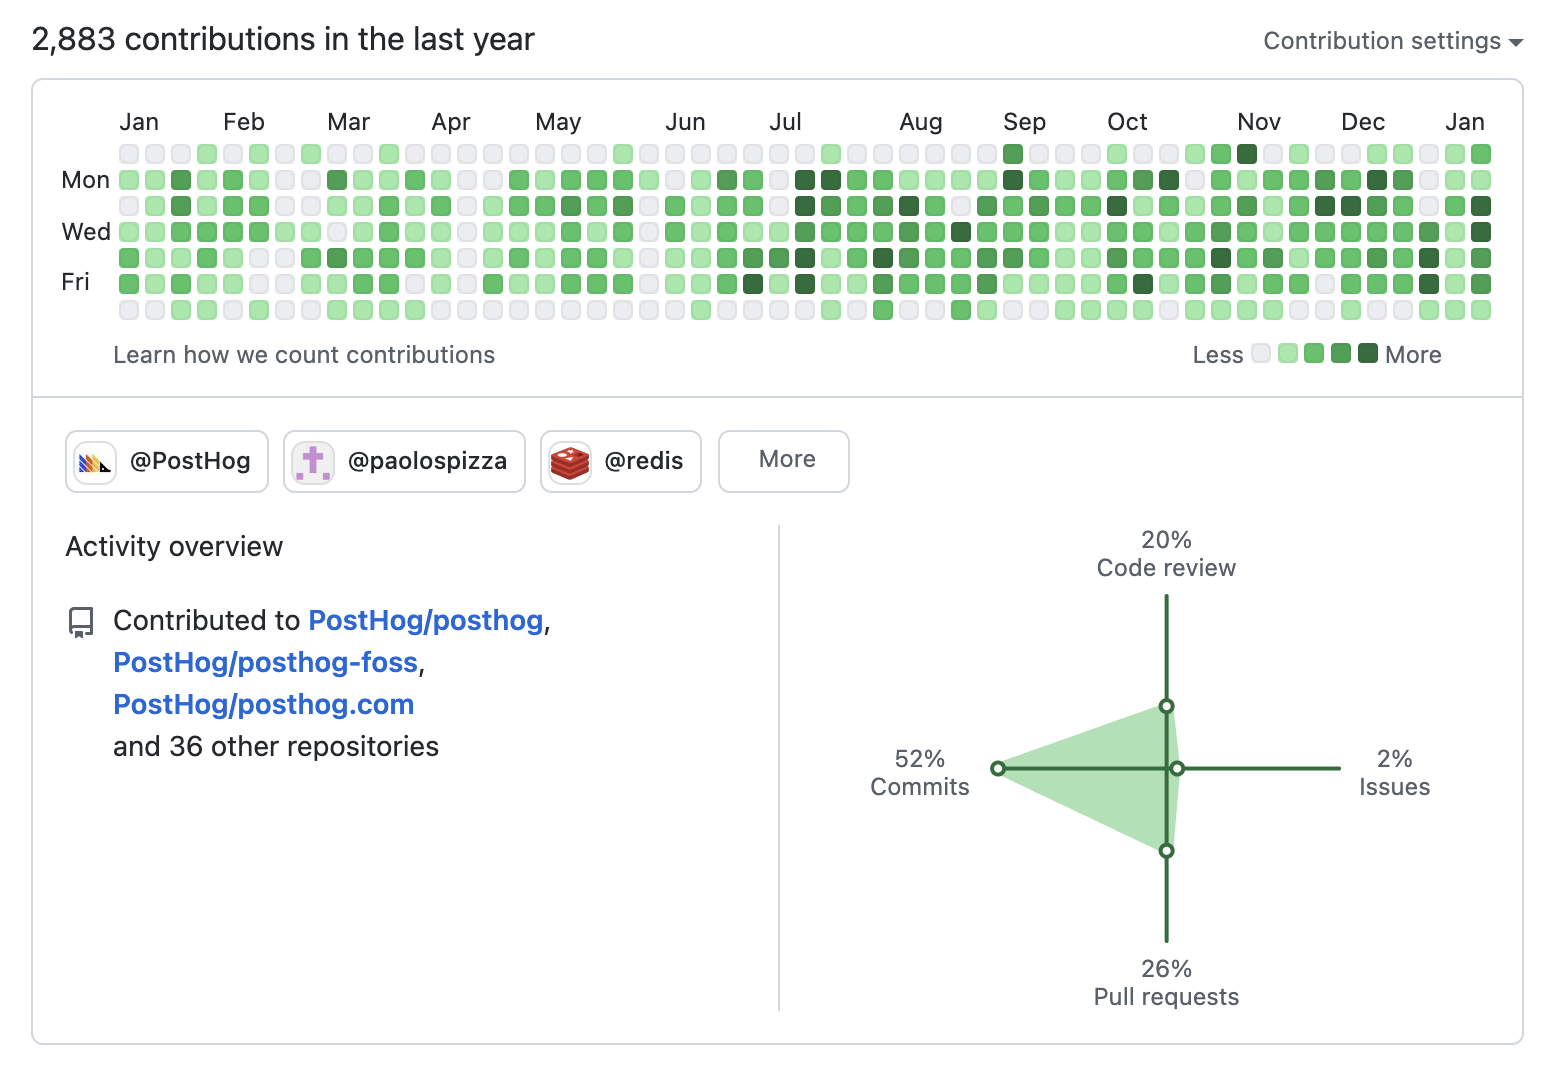 2,883 contributions in the last year
Contribution settings
Jan Feb Mar Apr May Jun Jul Aug Sep Oct Nov Dec Jan
Mon
Wed
Fri
Learn how we count contributions
Less More
@PostHog
@paolospizza
@redis
More
Activity overview
Contributed to PostHog/posthog,
PostHog/posthog-foss,
PostHog/posthog.com
and 36 other repositories
20%
Code review
52%
Commits
2%
Issues
26%
Pull requests